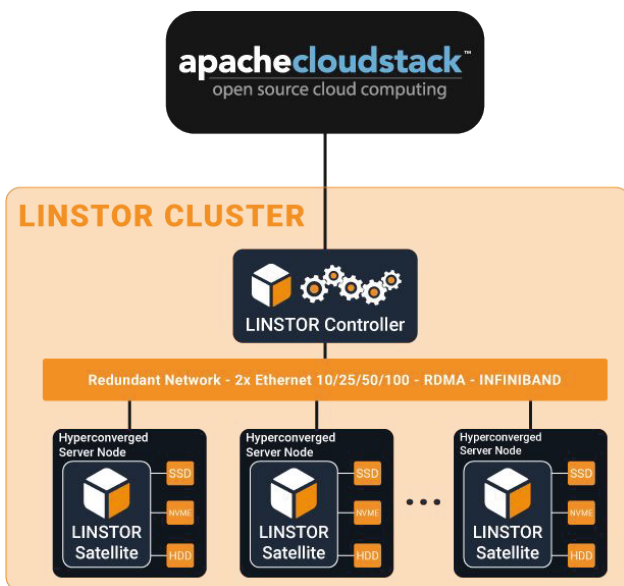 apachecloudstack™
open source cloud computing
LINSTOR CLUSTER
LINSTOR Controller
Redundant Network - 2x Ethernet 10/25/50/100 - RDMA - INFINIBAND
Hyperconverged
Server Node
SSD
NVME
HDD
LINSTOR
Satellite
Hyperconverged
Server Node
SSD
NVME
HDD
LINSTOR
Satellite
Hyperconverged
Server Node
SSD
NVME
HDD
LINSTOR
Satellite